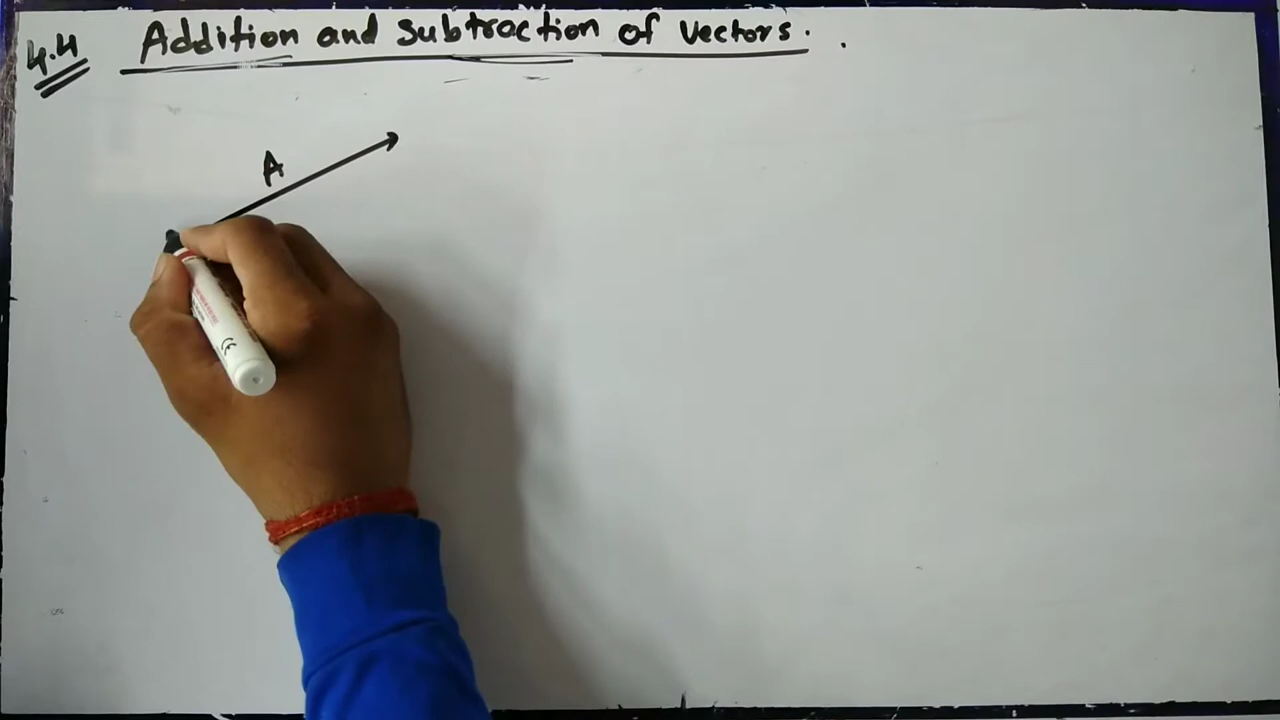 4.4 Addition and subtraction of vectors.
A